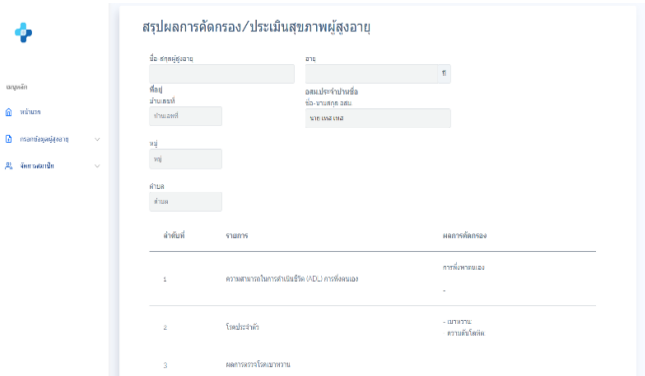 สรุปผลการคัดกรอง/ประเมินสุขภาพผู้สูงอายุ
ชื่อ สกุลผู้สูงอายุ
อายุ
ปี
ที่อยู่
อสม.ประจำบ้านชื่อ
บ้านเลขที่
ชื่อ-นามสกุล อสม.
บ้านเลขที่
นาย เทส เทส
หมู่
หมู่
ตำบล
ตำบล
เมนูหลัก
หน้าแรก
กรอกข้อมูลผู้สูงอายุ
จัดการสมาชิก
ลำดับที่
รายการ
ผลการคัดกรอง
1
ความสามารถในการดำเนินชีวิต (ADL) การพึ่งตนเอง
การพึ่งพาตนเอง
-
2
โรคประจำตัว
- เบาหวาน
ความดันโลหิต
3
ผลการตรวจโรคเบาหวาน